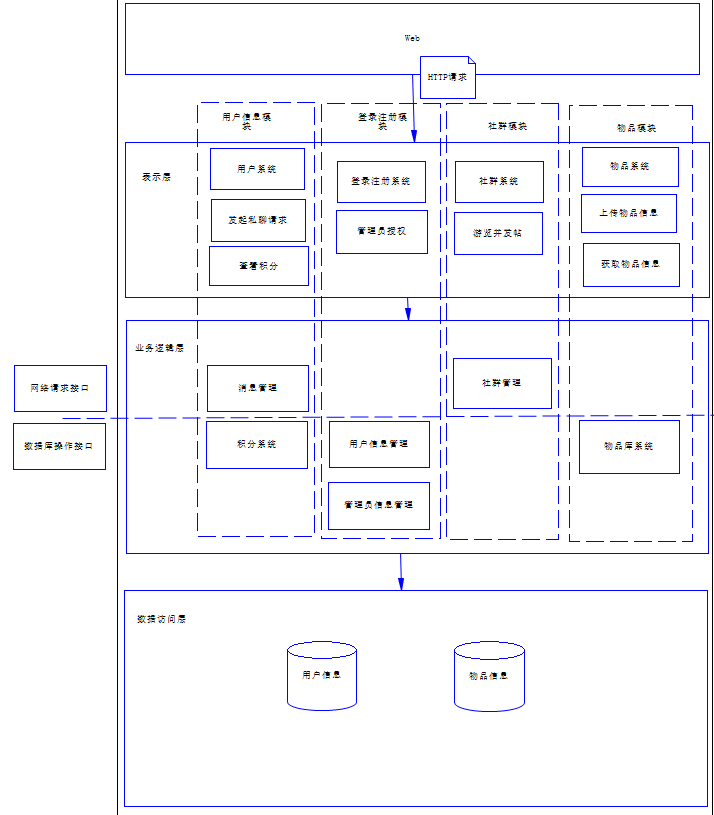 Web
HTTP请求
用户信息模
块
登录注册模
块
社群模块
物品模块
表示层
用户系统
登录注册系统
社群系统
物品系统
发起私聊请求
管理员授权
游览并发帖
上传物品信息
查看积分
获取物品信息
业务逻辑层
网络请求接口
消息管理
社群管理
数据库操作接口
积分系统
用户信息管理
物品库系统
管理员信息管理
数据访问层
用户信息
物品信息